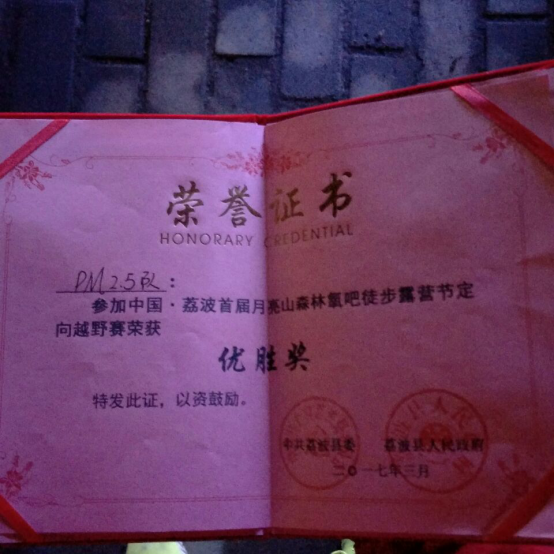 荣誉证书
HONORARY CREDENTIAL
PM2.5队：
参加中国·荔波首届月亮山森林氧吧徒步露营节定
向越野赛荣获
优胜奖
特发此证，以资鼓励。
中共荔波县委 荔波县人民政府
二〇一七年三月